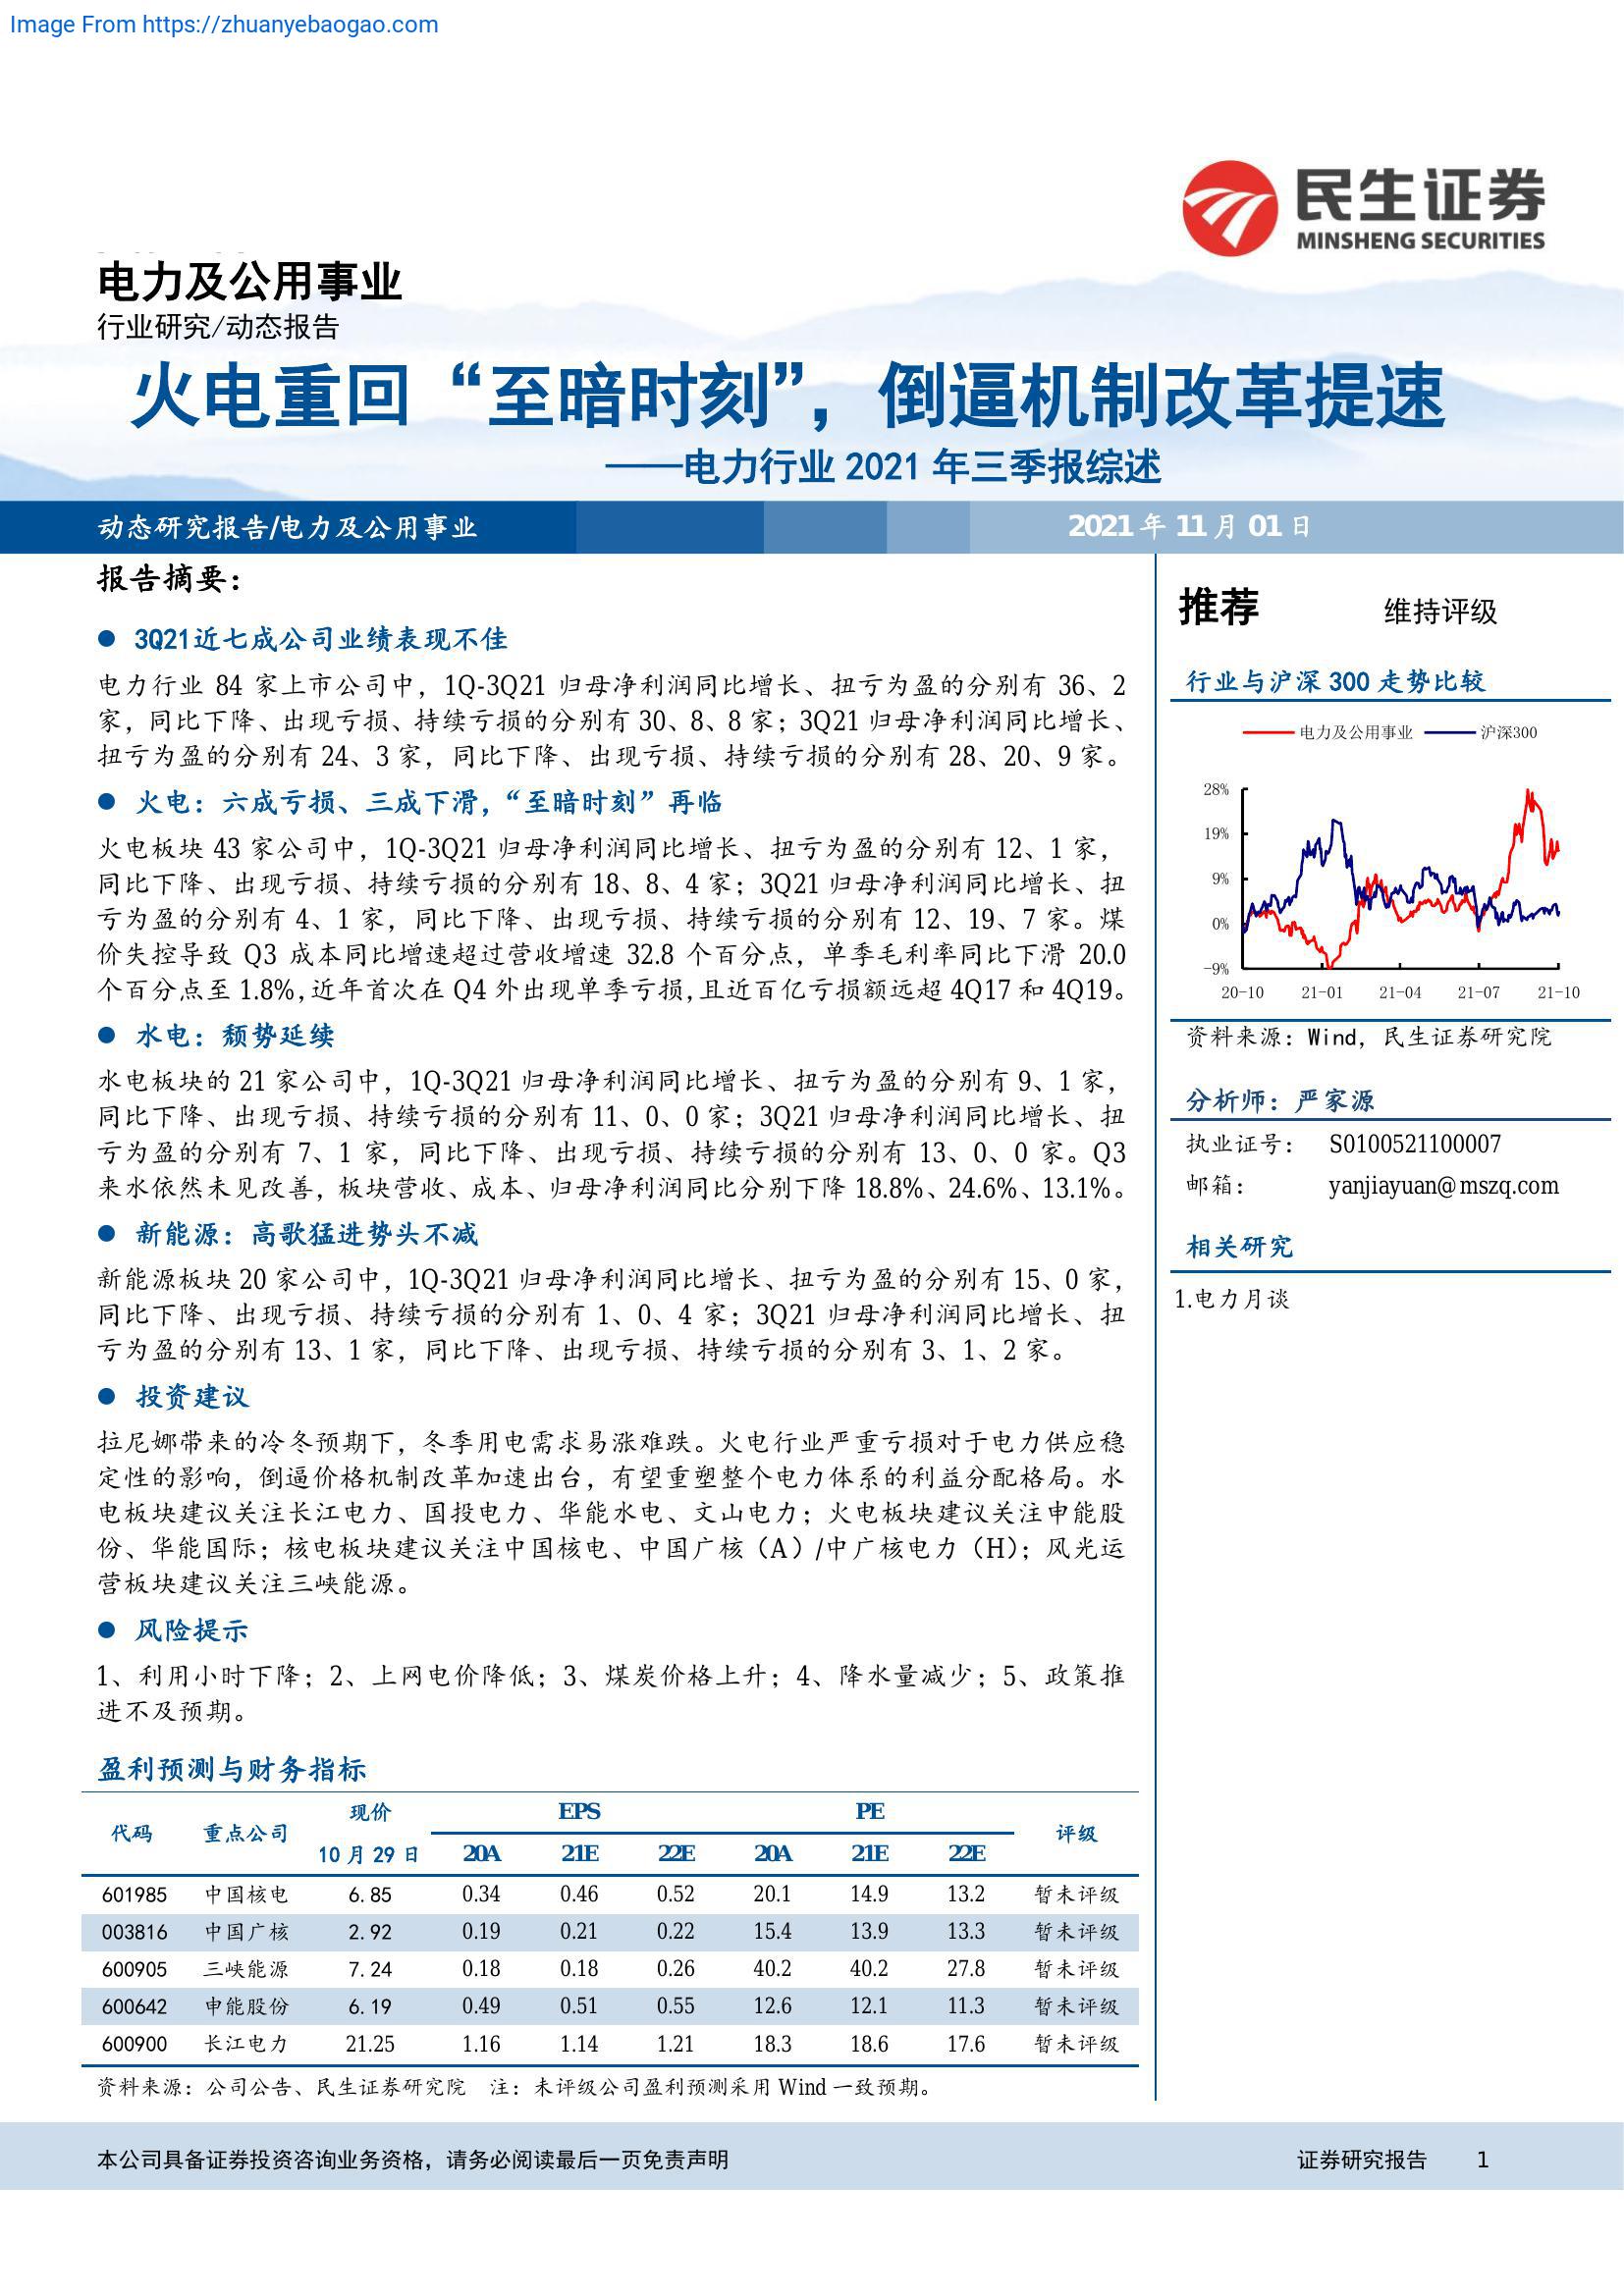 Image From https://zhuanyebaogao.com
民生证券
MINSHENG SECURITIES
电力及公用事业
行业研究/动态报告
火电重回“至暗时刻”，倒逼机制改革提速
——电力行业 2021 年三季报综述
动态研究报告/电力及公用事业
2021 年 11 月 01 日
报告摘要：
● 3Q21近七成公司业绩表现不佳
电力行业 84 家上市公司中，1Q-3Q21 归母净利润同比增长、扭亏为盈的分别有 36、2
家，同比下降、出现亏损、持续亏损的分别有 30、8、8 家；3Q21 归母净利润同比增长、
扭亏为盈的分别有 24、3 家，同比下降、出现亏损、持续亏损的分别有 28、20、9 家。
● 火电：六成亏损、三成下滑，“至暗时刻”再临
火电板块 43 家公司中，1Q-3Q21 归母净利润同比增长、扭亏为盈的分别有 12、1 家，
同比下降、出现亏损、持续亏损的分别有 18、8、4 家；3Q21 归母净利润同比增长、扭
亏为盈的分别有 4、1 家，同比下降、出现亏损、持续亏损的分别有 12、19、7 家。煤
价失控导致 Q3 成本同比增速超过营收增速 32.8 个百分点，单季毛利率同比下滑 20.0
个百分点至 1.8%,近年首次在 Q4 外出现单季亏损,且近百亿亏损额远超 4Q17 和 4Q19。
● 水电：颓势延续
水电板块的 21 家公司中，1Q-3Q21 归母净利润同比增长、扭亏为盈的分别有 9、1 家，
同比下降、出现亏损、持续亏损的分别有 11、0、0 家；3Q21 归母净利润同比增长、扭
亏为盈的分别有 7、1 家，同比下降、出现亏损、持续亏损的分别有 13、0、0 家。Q3
来水依然未见改善，板块营收、成本、归母净利润同比分别下降 18.8%、24.6%、13.1%。
● 新能源：高歌猛进势头不减
新能源板块 20 家公司中，1Q-3Q21 归母净利润同比增长、扭亏为盈的分别有 15、0 家，
同比下降、出现亏损、持续亏损的分别有 1、0、4 家；3Q21 归母净利润同比增长、扭
亏为盈的分别有 13、1 家，同比下降、出现亏损、持续亏损的分别有 3、1、2 家。
● 投资建议
拉尼娜带来的冷冬预期下，冬季用电需求易涨难跌。火电行业严重亏损对于电力供应稳
定性的影响，倒逼价格机制改革加速出台，有望重塑整个电力体系的利益分配格局。水
电板块建议关注长江电力、国投电力、华能水电、文山电力；火电板块建议关注申能股
份、华能国际；核电板块建议关注中国核电、中国广核（A）/中广核电力（H）；风光运
营板块建议关注三峡能源。
● 风险提示
1、利用小时下降；2、上网电价降低；3、煤炭价格上升；4、降水量减少；5、政策推
进不及预期。
盈利预测与财务指标
代码 重点公司 现价 EPS PE 评级
10 月 29 日 20A 21E 22E 20A 21E 22E
601985 中国核电 6.85 0.34 0.46 0.52 20.1 14.9 13.2 暂未评级
003816 中国广核 2.92 0.19 0.21 0.22 15.4 13.9 13.3 暂未评级
600905 三峡能源 7.24 0.18 0.18 0.26 40.2 40.2 27.8 暂未评级
600642 申能股份 6.19 0.49 0.51 0.55 12.6 12.1 11.3 暂未评级
600900 长江电力 21.25 1.16 1.14 1.21 18.3 18.6 17.6 暂未评级
资料来源：公司公告、民生证券研究院 注：未评级公司盈利预测采用 Wind 一致预期。
推荐 维持评级
行业与沪深 300 走势比较
电力及公用事业 沪深300
28%
19%
9%
0%
-9%
20-10 21-01 21-04 21-07 21-10
资料来源：Wind，民生证券研究院
分析师：严家源
执业证号： S0100521100007
邮箱： yanjiayuan@mszq.com
相关研究
1.电力月谈
本公司具备证券投资咨询业务资格，请务必阅读最后一页免责声明
证券研究报告 1